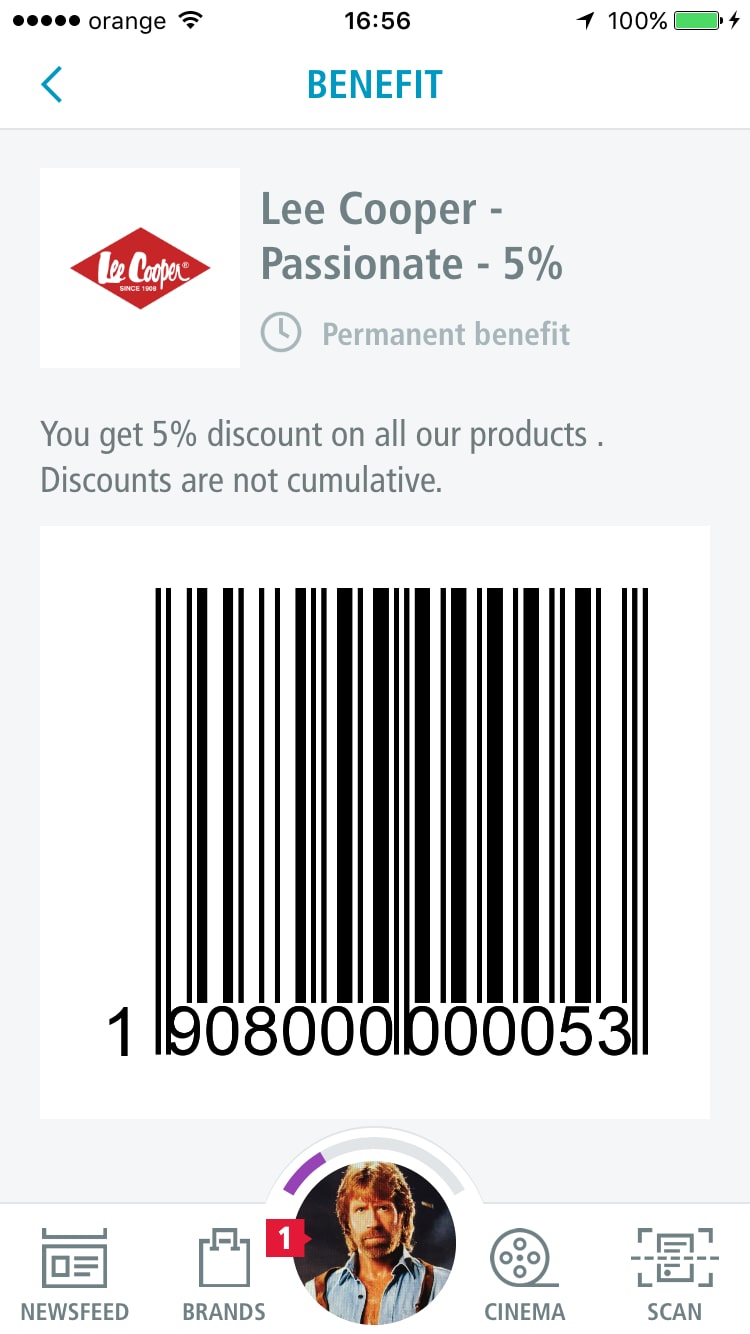 orange
16:56
100%
BENEFIT
Lee Cooper®
SINCE 1908
Lee Cooper -
Passionate - 5%
Permanent benefit
You get 5% discount on all our products .
Discounts are not cumulative.
1 908000 000053
1
NEWSFEED
BRANDS
CINEMA
SCAN